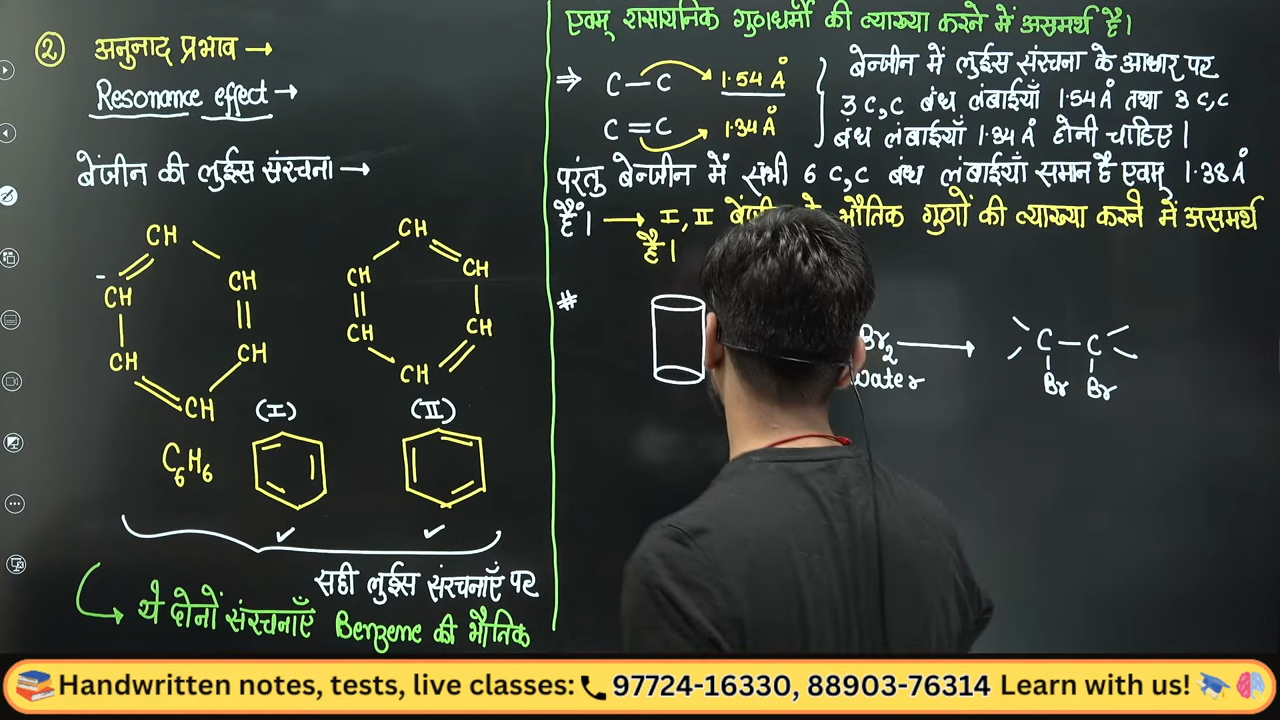 ② अनुनाद प्रभाव →
Resonance effect →
बेंजीन की लुईस संरचना →
CH
CH
CH
CH
CH
CH
CH
CH
CH
CH
CH
CH
(I)
(II)
C6H6
✓ ✓
सही लुईस संरचनाएँ पर
ये दोनों संरचनाएँ Benzene की भौतिक
एवम् रासायनिक गुणधर्मो की व्याख्या करने में असमर्थ है।
⇒ C–C 1.54 Å
C=C 1.34 Å
बेन्जीन में लुईस संरचना के आधार पर
3 C,C बंध लंबाईयाँ 1.54 Å तथा 3 C,C
बंध लंबाईयाँ 1.34 Å होनी चाहिए।
परंतु बेन्जीन में सभी 6 C,C बंध लंबाईयाँ समान है एवम् 1.38 Å
हैं। → I, II भौतिक गुणों की व्याख्या करने में असमर्थ
है।
#
Br2 →
water
C – C
Br Br
Handwritten notes, tests, live classes: 97724-16330, 88903-76314 Learn with us!